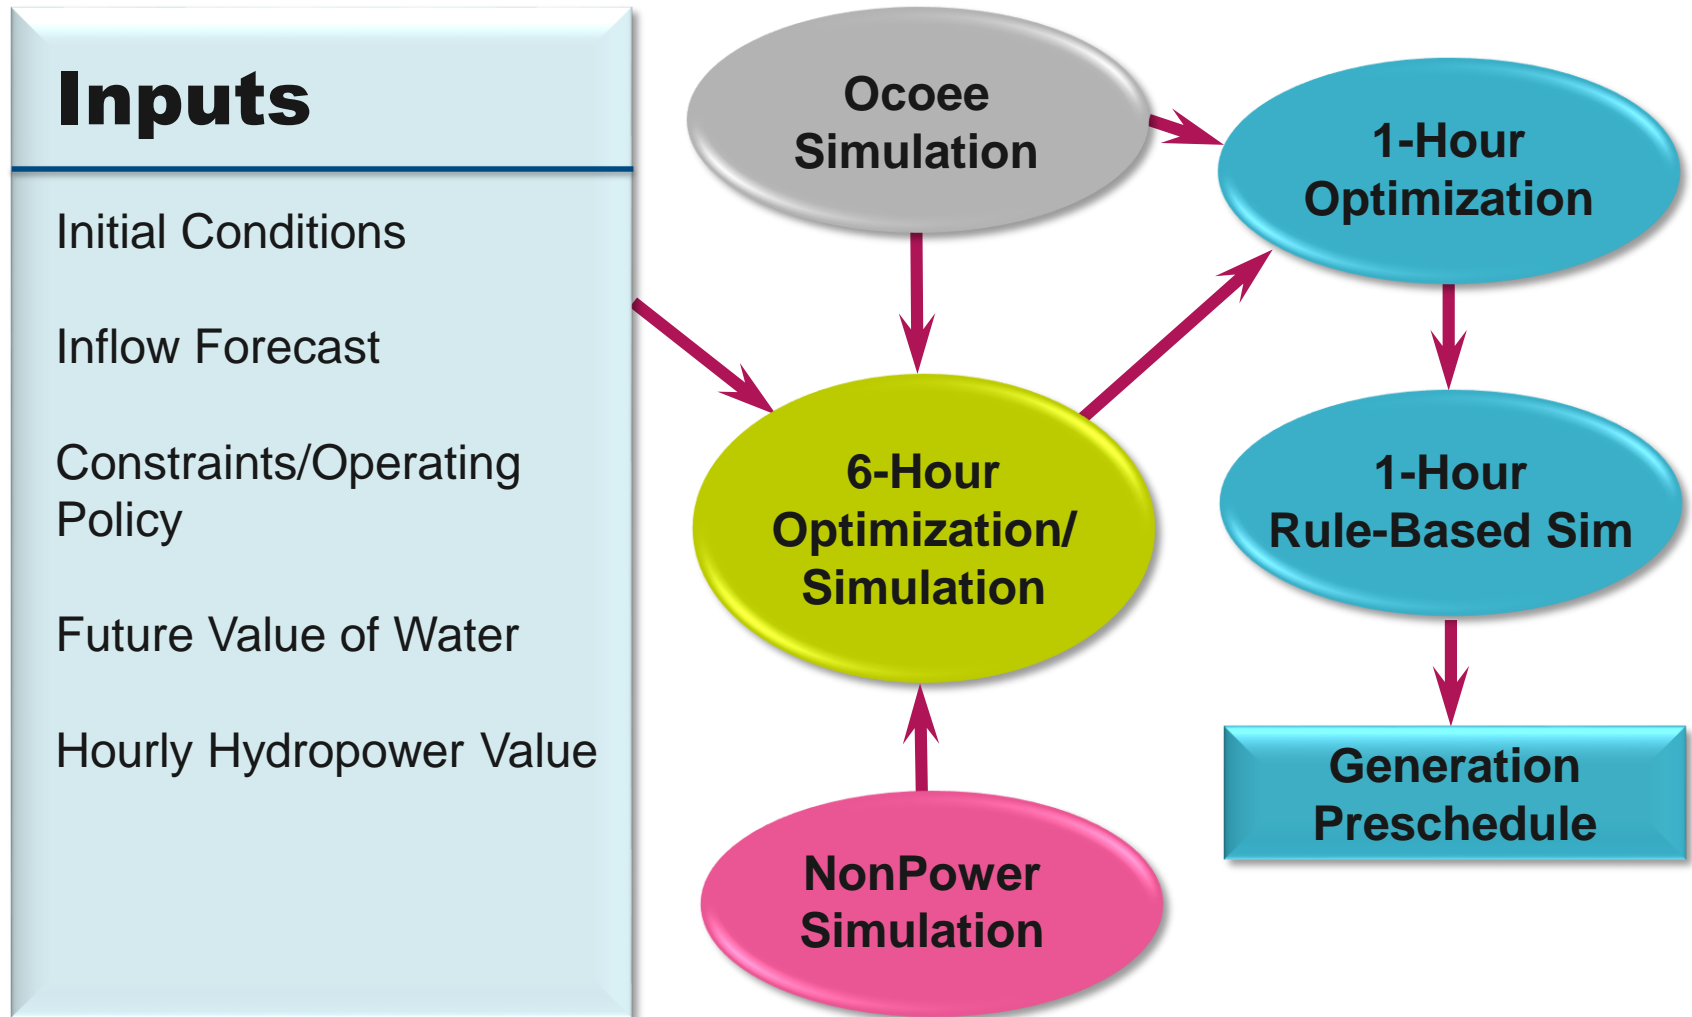 Inputs
Initial Conditions
Inflow Forecast
Constraints/Operating
Policy
Future Value of Water
Hourly Hydropower Value
Ocoee
Simulation
1-Hour
Optimization
6-Hour
Optimization/
Simulation
1-Hour
Rule-Based Sim
NonPower
Simulation
Generation
Preschedule